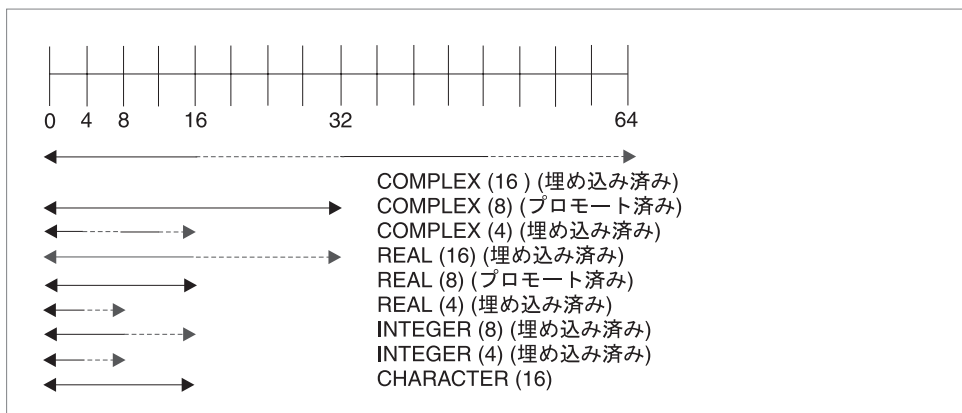 0 4 8 16 32 64
COMPLEX (16 ) (埋め込み済み)
COMPLEX (8) (プロモート済み)
COMPLEX (4) (埋め込み済み)
REAL (16) (埋め込み済み)
REAL (8) (プロモート済み)
REAL (4) (埋め込み済み)
INTEGER (8) (埋め込み済み)
INTEGER (4) (埋め込み済み)
CHARACTER (16)